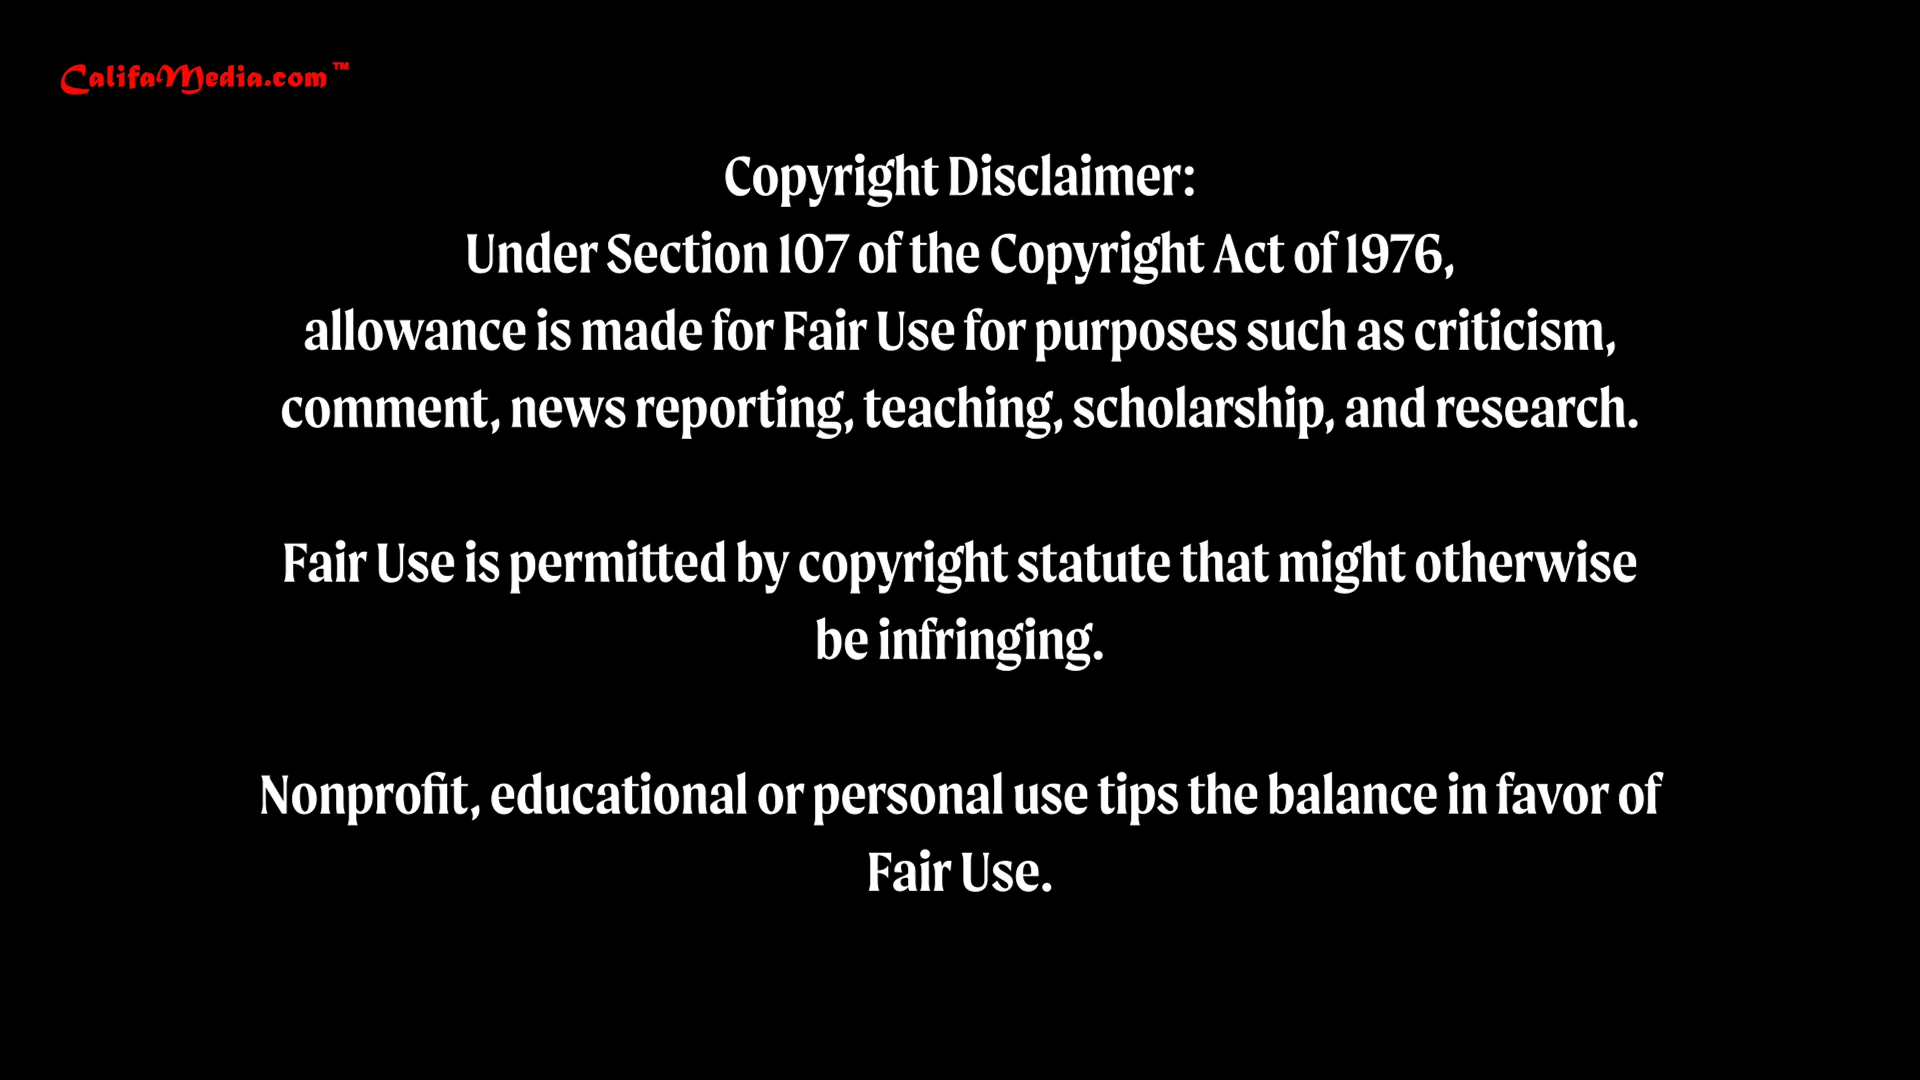 CalifaMedia.com™
Copyright Disclaimer:
Under Section 107 of the Copyright Act of 1976,
allowance is made for Fair Use for purposes such as criticism,
comment, news reporting, teaching, scholarship, and research.
Fair Use is permitted by copyright statute that might otherwise
be infringing.
Nonprofit, educational or personal use tips the balance in favor of
Fair Use.